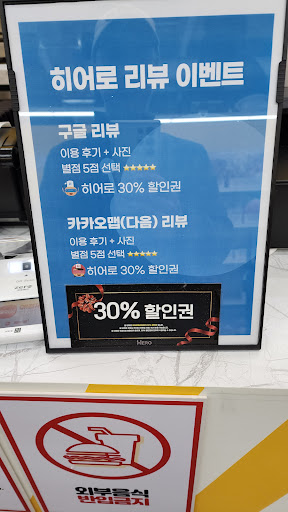 히어로 리뷰 이벤트
구글 리뷰
이용 후기 + 사진
별점 5점 선택 ★★★★★
히어로 30% 할인권
카카오맵(다음) 리뷰
이용 후기 + 사진
별점 5점 선택 ★★★★★
히어로 30% 할인권
30% 할인권
HERO
외부음식
반입금지